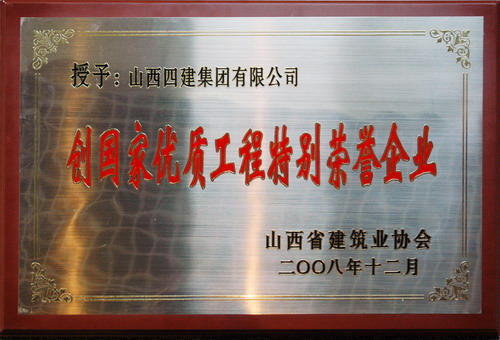 授予：山西四建集团有限公司
创国家优质工程特别荣誉企业
山西省建筑业协会
二〇〇八年十二月